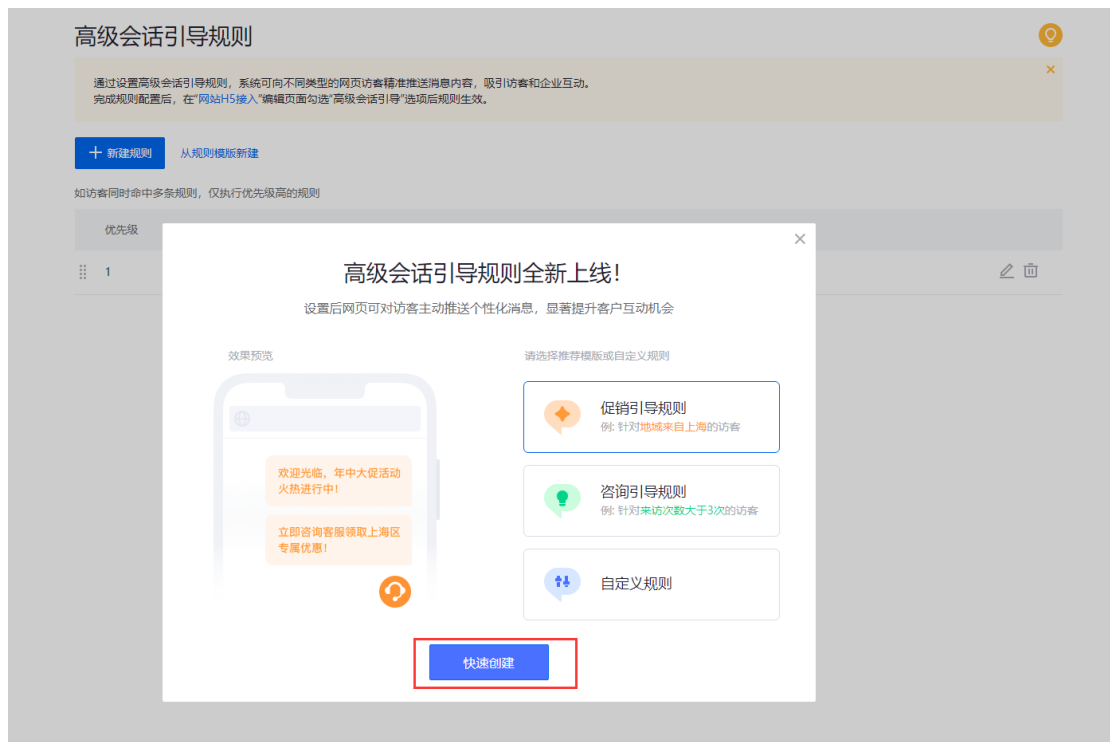 高级会话引导规则
通过设置高级会话引导规则，系统可向不同类型的网页访客精准推送消息内容，吸引访客和企业互动。
完成规则配置后，在“网站H5接入”编辑页面勾选“高级会话引导”选项后规则生效。
新建规则
从规则模版新建
如访客同时命中多条规则，仅执行优先级高的规则
优先级
1
高级会话引导规则全新上线！
设置后网页可对访客主动推送个性化消息，显著提升客户互动机会
效果预览
欢迎光临，年中大促活动
火热进行中！
立即咨询客服领取上海区
专属优惠！
请选择推荐模版或自定义规则
促销引导规则
例: 针对地域来自上海的访客
咨询引导规则
例: 针对来访次数大于3次的访客
自定义规则
快速创建